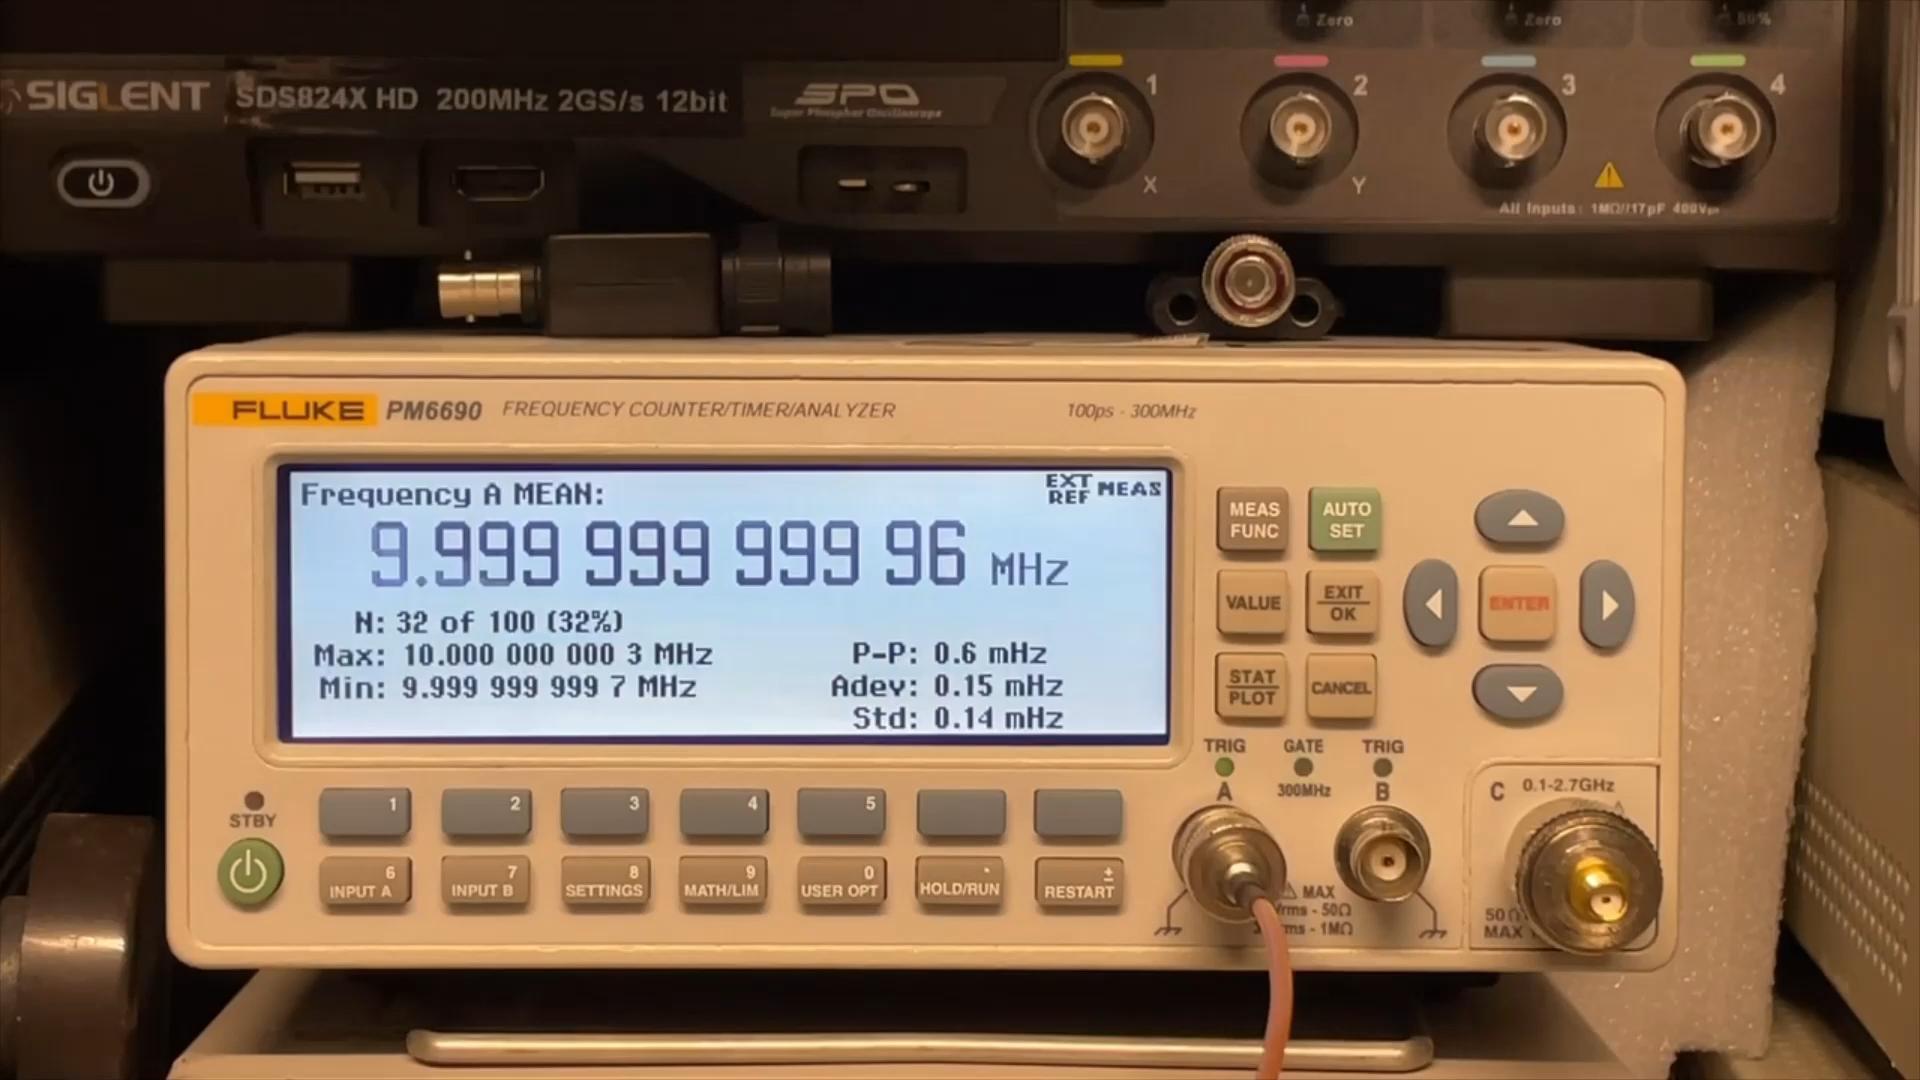 Zero Zero 50%
SIGLENT SDS824X HD 200MHz 2GS/s 12bit SPO
Super Phosphor Oscilloscope
1 2 3 4
X Y
All Inputs: 1MΩ//17pF 400Vpk
FLUKE PM6690 FREQUENCY COUNTER/TIMER/ANALYZER 100ps - 300MHz
Frequency A MEAN: EXT REF MEAS
9.999 999 999 96 MHz
N: 32 of 100 (32%)
Max: 10.000 000 000 3 MHz P-P: 0.6 mHz
Min: 9.999 999 999 7 MHz Adev: 0.15 mHz
Std: 0.14 mHz
MEAS FUNC AUTO SET
VALUE EXIT OK ENTER
STAT PLOT CANCEL
TRIG GATE TRIG
A 300MHz B
C 0.1-2.7GHz
STBY
1 2 3 4 5
6 INPUT A
7 INPUT B
8 SETTINGS
9 MATH/LIM
0 USER OPT
. HOLD/RUN
± RESTART
MAX
rms - 50Ω
ms - 1MΩ
50Ω
MAX